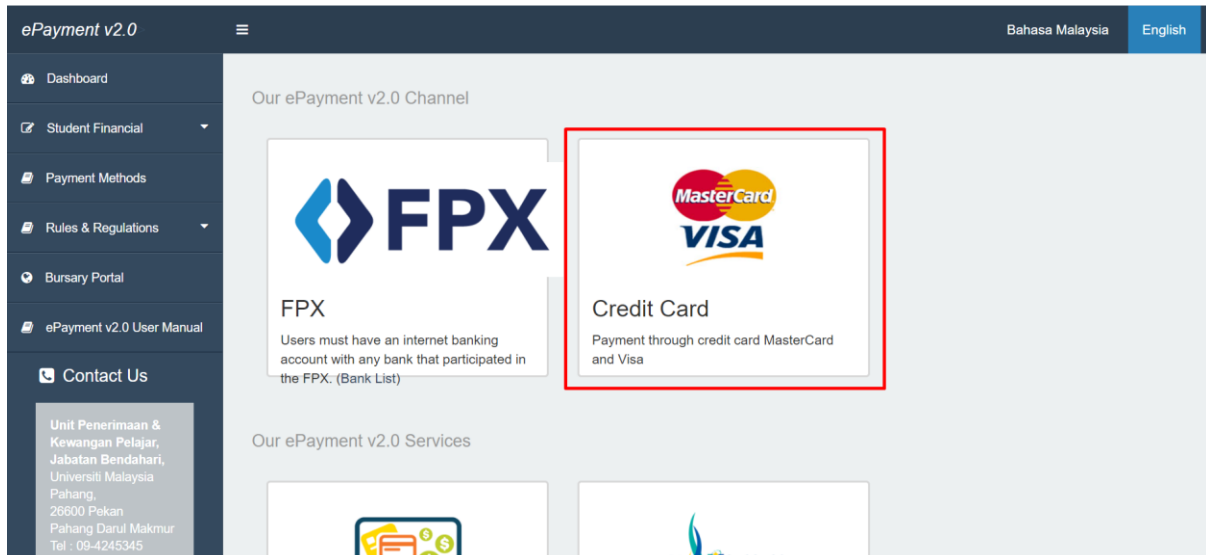 ePayment v2.0
Bahasa Malaysia
English
Dashboard
Student Financial
Payment Methods
Rules & Regulations
Bursary Portal
ePayment v2.0 User Manual
Contact Us
Unit Penerimaan &
Kewangan Pelajar,
Jabatan Bendahari,
Universiti Malaysia
Pahang,
26600 Pekan
Pahang Darul Makmur
Tel : 09-4245345
Our ePayment v2.0 Channel
FPX
FPX
Users must have an internet banking
account with any bank that participated in
the FPX. (Bank List)
MasterCard
VISA
Credit Card
Payment through credit card MasterCard
and Visa
Our ePayment v2.0 Services